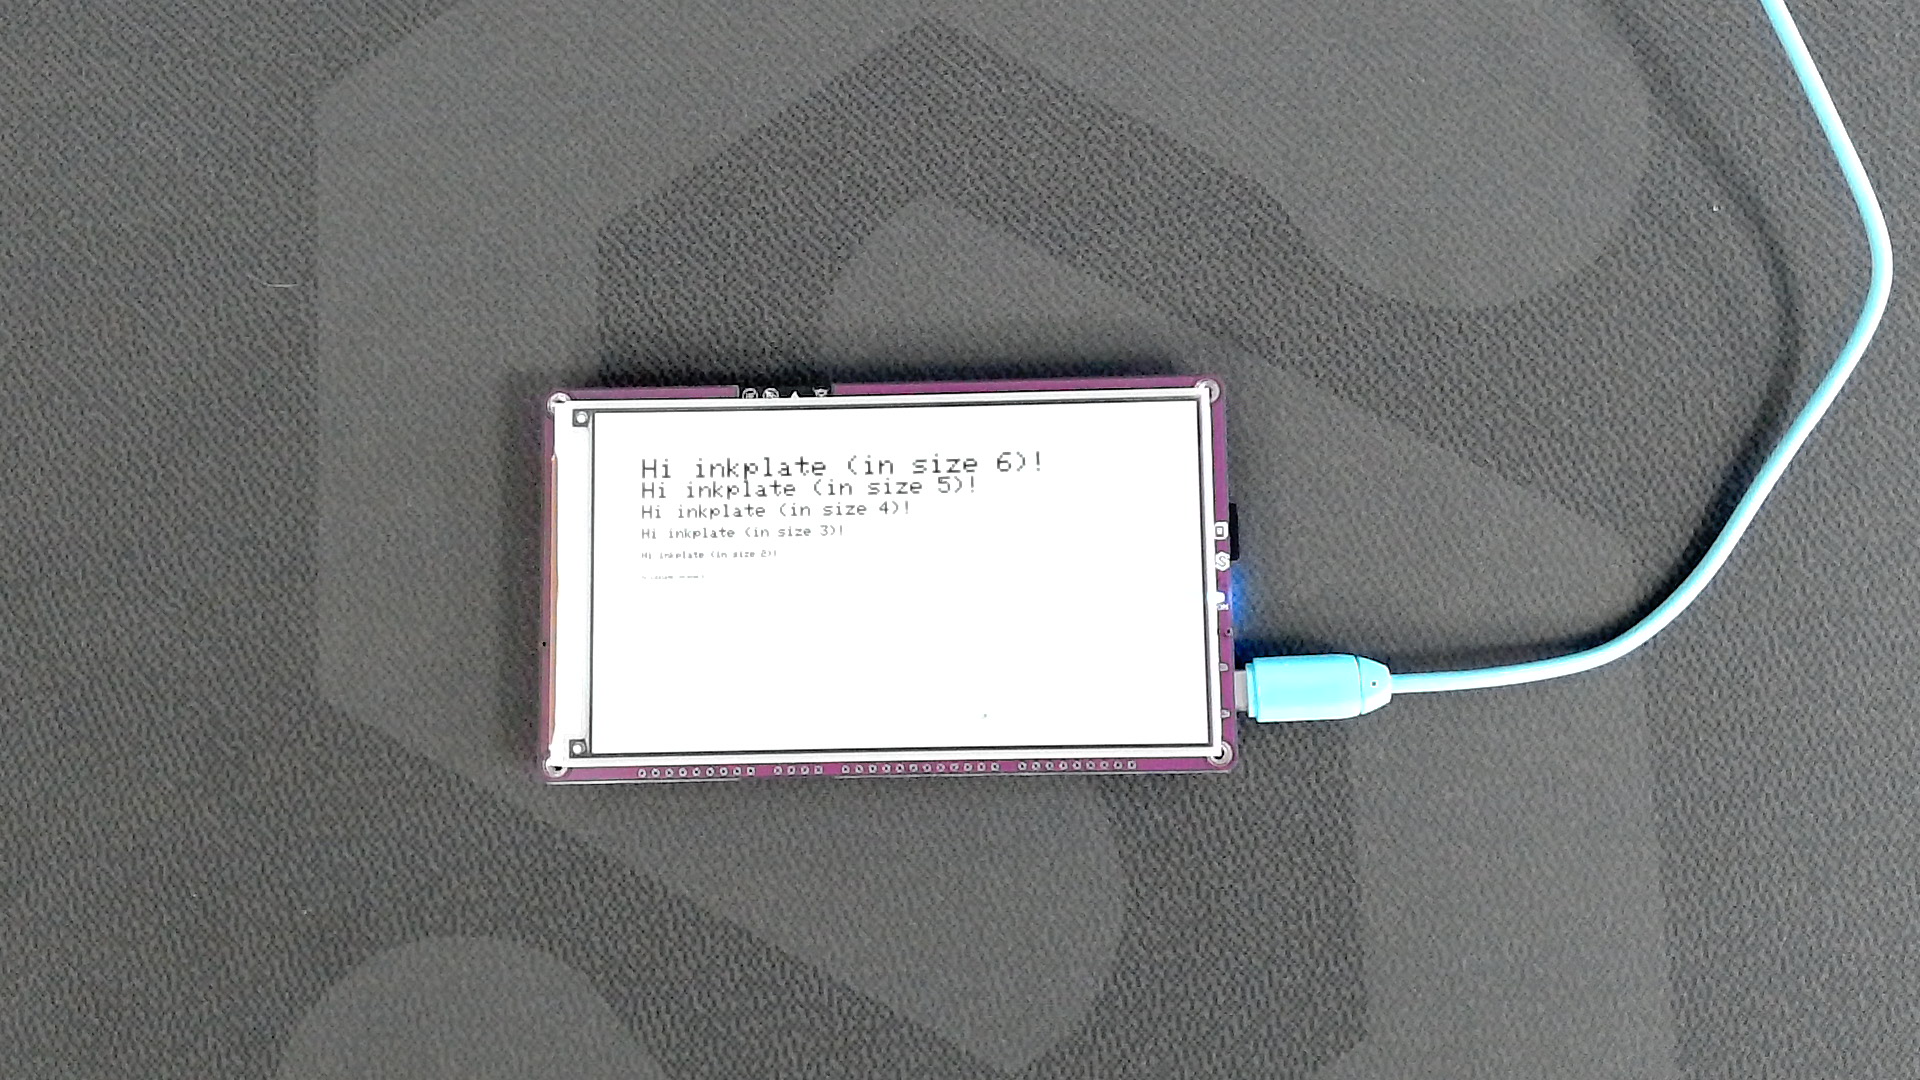 Hi inkplate (in size 6)!
Hi inkplate (in size 5)!
Hi inkplate (in size 4)!
Hi inkplate (in size 3)!
Hi inkplate (in size 2)!